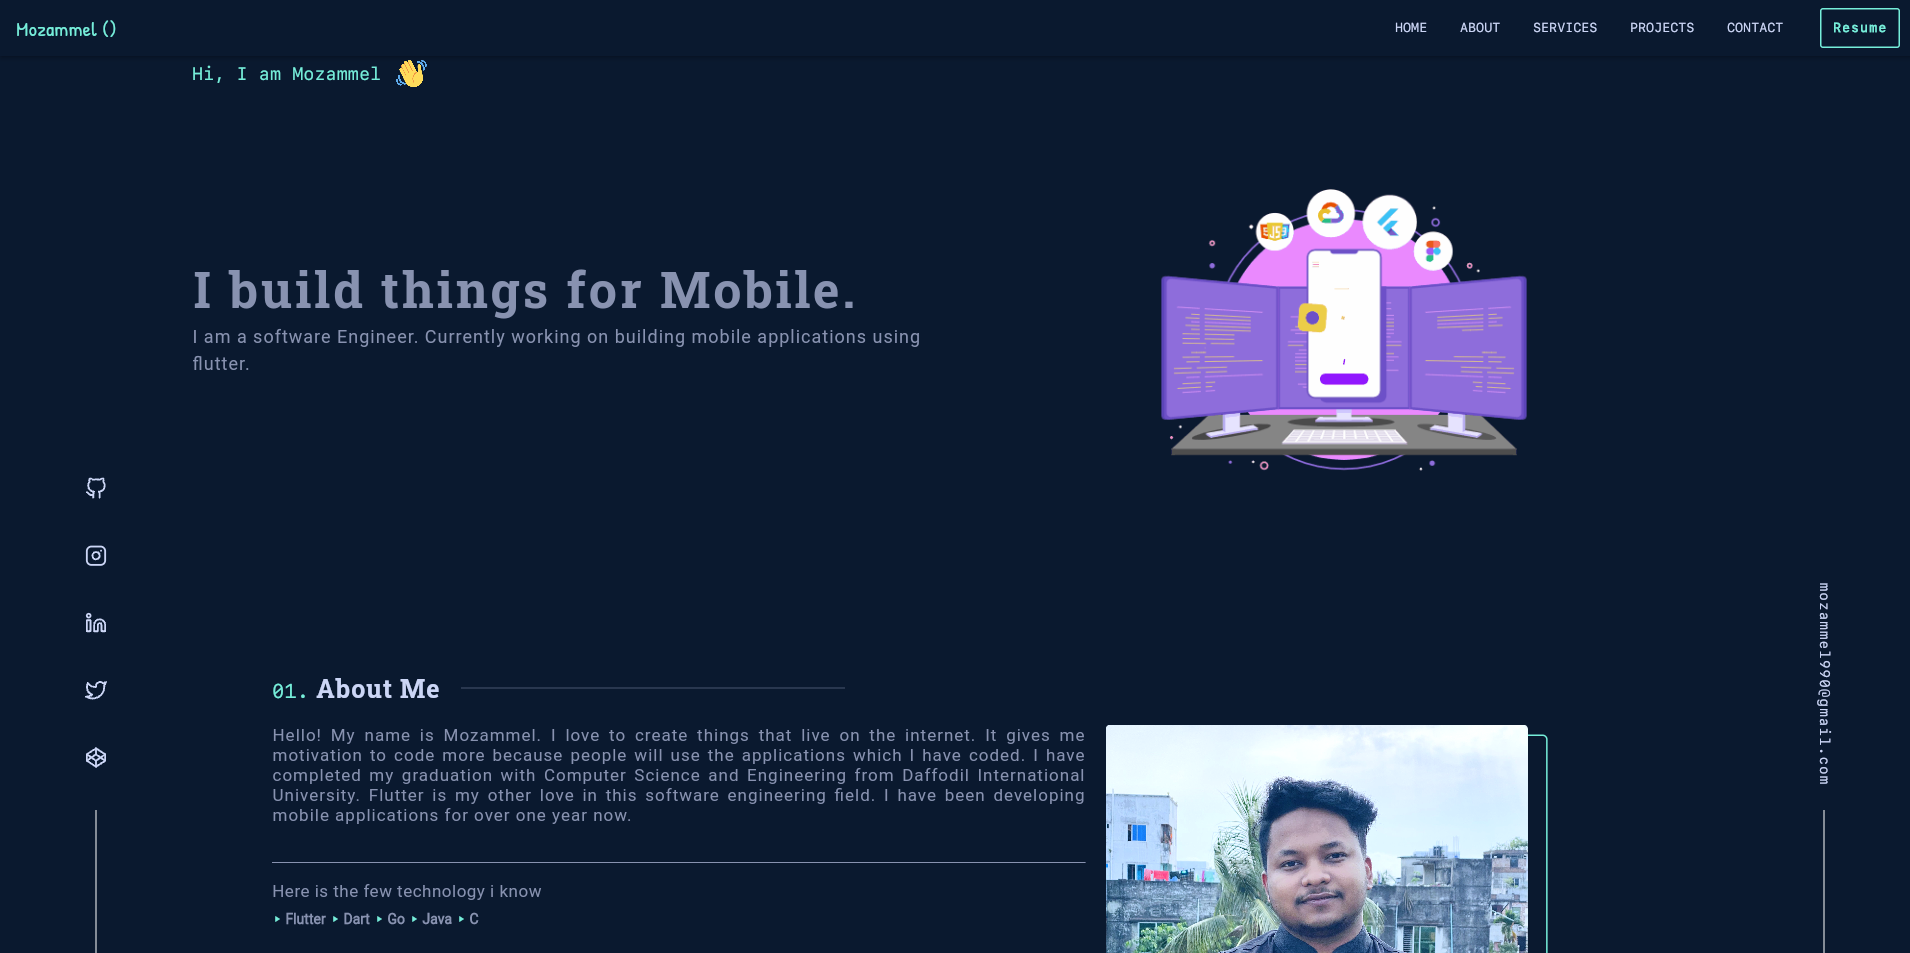 Mozammel ()
HOME
ABOUT
SERVICES
PROJECTS
CONTACT
Resume
Hi, I am Mozammel
I build things for Mobile.
I am a software Engineer. Currently working on building mobile applications using
flutter.
mozammel990@gmail.com
01. About Me
Hello! My name is Mozammel. I love to create things that live on the internet. It gives me
motivation to code more because people will use the applications which I have coded. I have
completed my graduation with Computer Science and Engineering from Daffodil International
University. Flutter is my other love in this software engineering field. I have been developing
mobile applications for over one year now.
Here is the few technology i know
Flutter Dart Go Java C